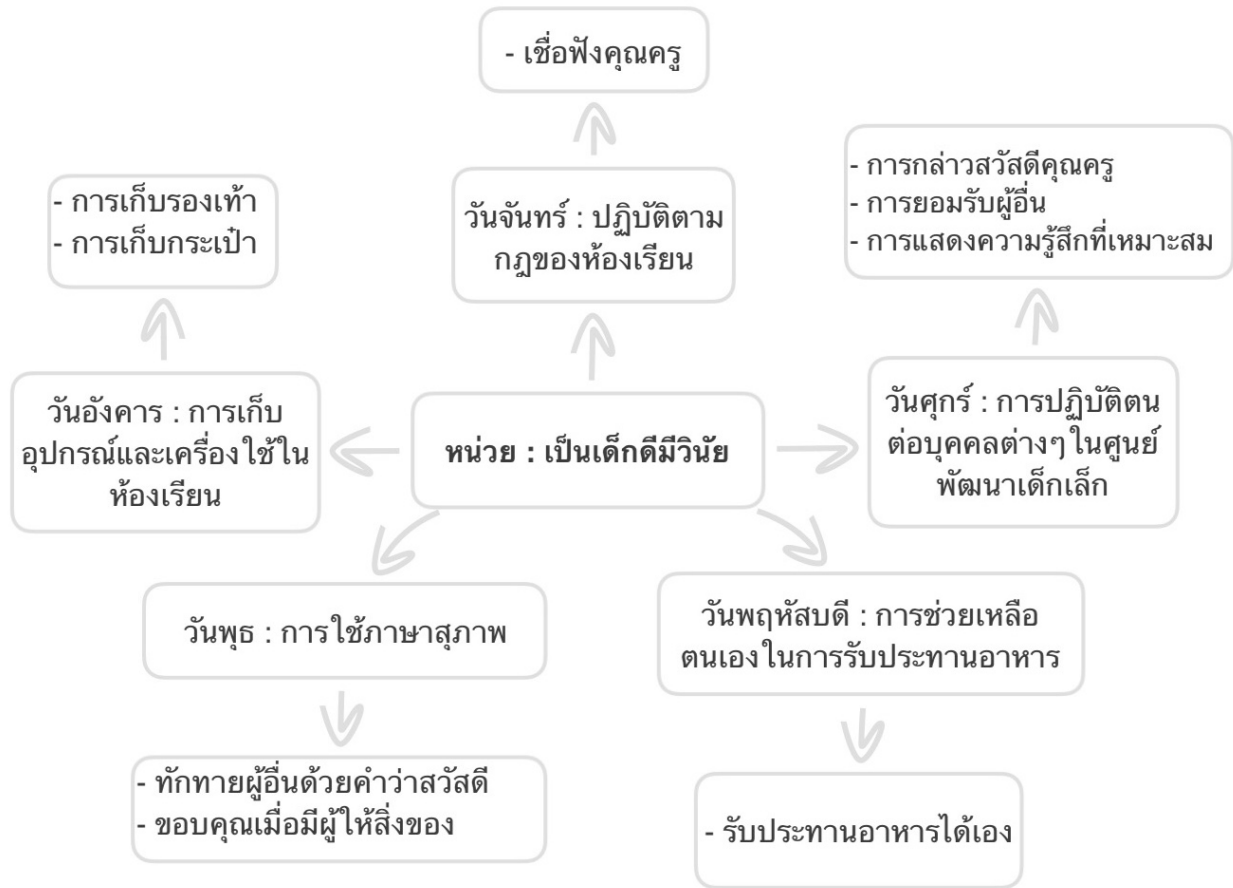 - เชื่อฟังคุณครู
วันจันทร์ : ปฏิบัติตาม
กฎของห้องเรียน
- การเก็บรองเท้า
- การเก็บกระเป๋า
- การกล่าวสวัสดีคุณครู
- การยอมรับผู้อื่น
- การแสดงความรู้สึกที่เหมาะสม
วันอังคาร : การเก็บ
อุปกรณ์และเครื่องใช้ใน
ห้องเรียน
หน่วย : เป็นเด็กดีมีวินัย
วันศุกร์ : การปฏิบัติตน
ต่อบุคคลต่างๆ ในศูนย์
พัฒนาเด็กเล็ก
วันพุธ : การใช้ภาษาสุภาพ
วันพฤหัสบดี : การช่วยเหลือ
ตนเองในการรับประทานอาหาร
- ทักทายผู้อื่นด้วยคำว่าสวัสดี
- ขอบคุณเมื่อมีผู้ให้สิ่งของ
- รับประทานอาหารได้เอง